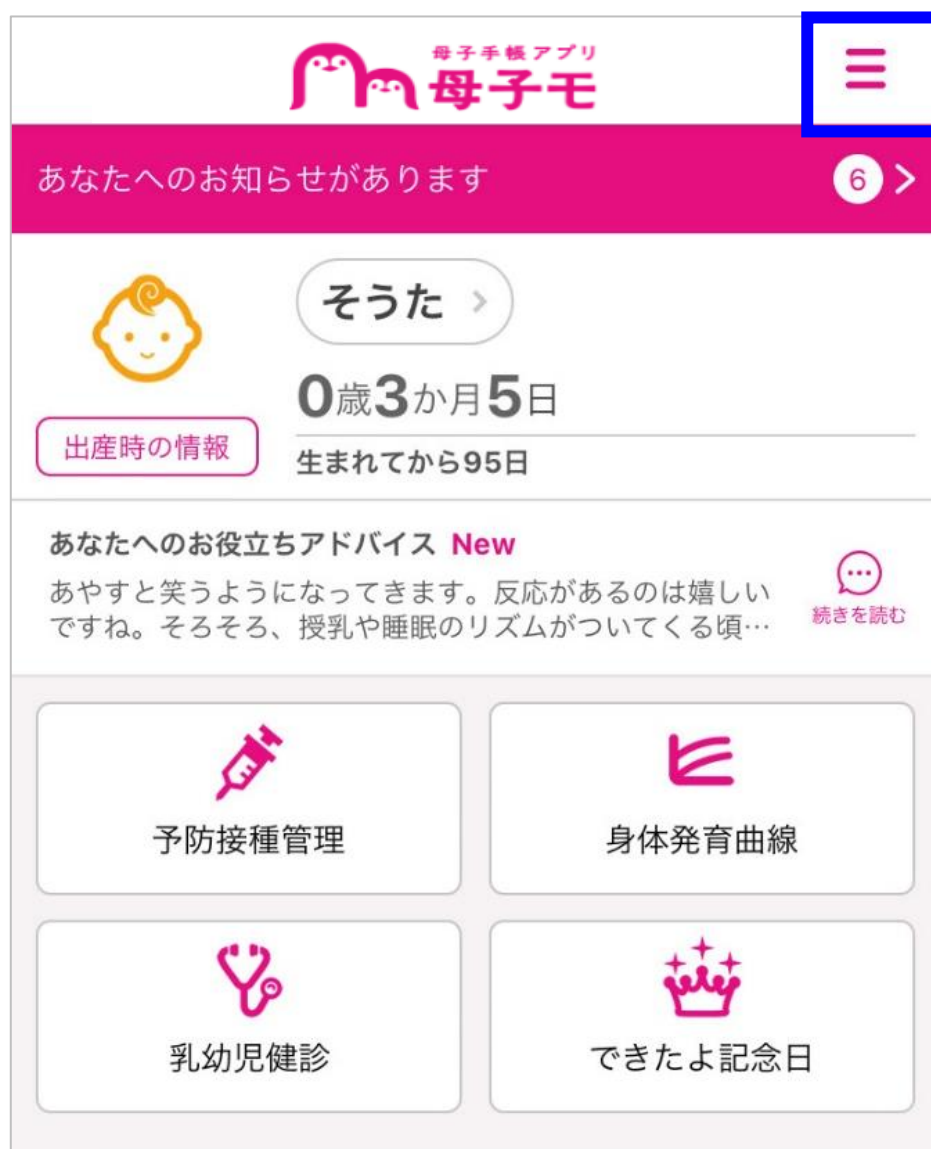 母子手帳アプリ
母子モ
あなたへのお知らせがあります 6
そうた
0歳3か月5日
出産時の情報
生まれてから95日
あなたへのお役立ちアドバイス New
あやすと笑うようになってきます。反応があるのは嬉しい
ですね。そろそろ、授乳や睡眠のリズムがついてくる頃…
続きを読む
予防接種管理
身体発育曲線
乳幼児健診
できたよ記念日